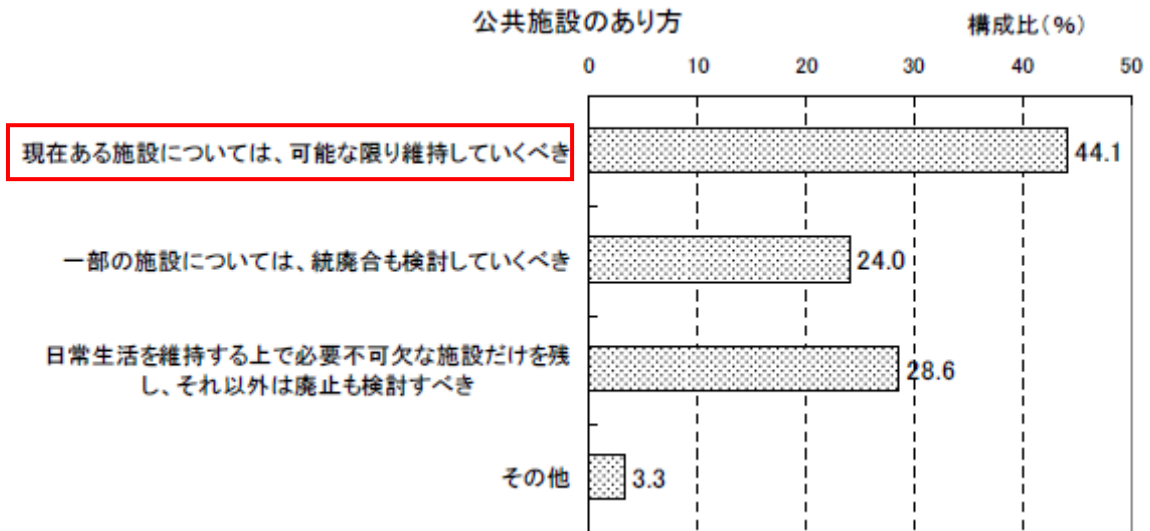 公共施設のあり方
構成比(%)
0 10 20 30 40 50
現在ある施設については、可能な限り維持していくべき
44.1
一部の施設については、統廃合も検討していくべき
24.0
日常生活を維持する上で必要不可欠な施設だけを残
し、それ以外は廃止も検討すべき
28.6
その他
3.3